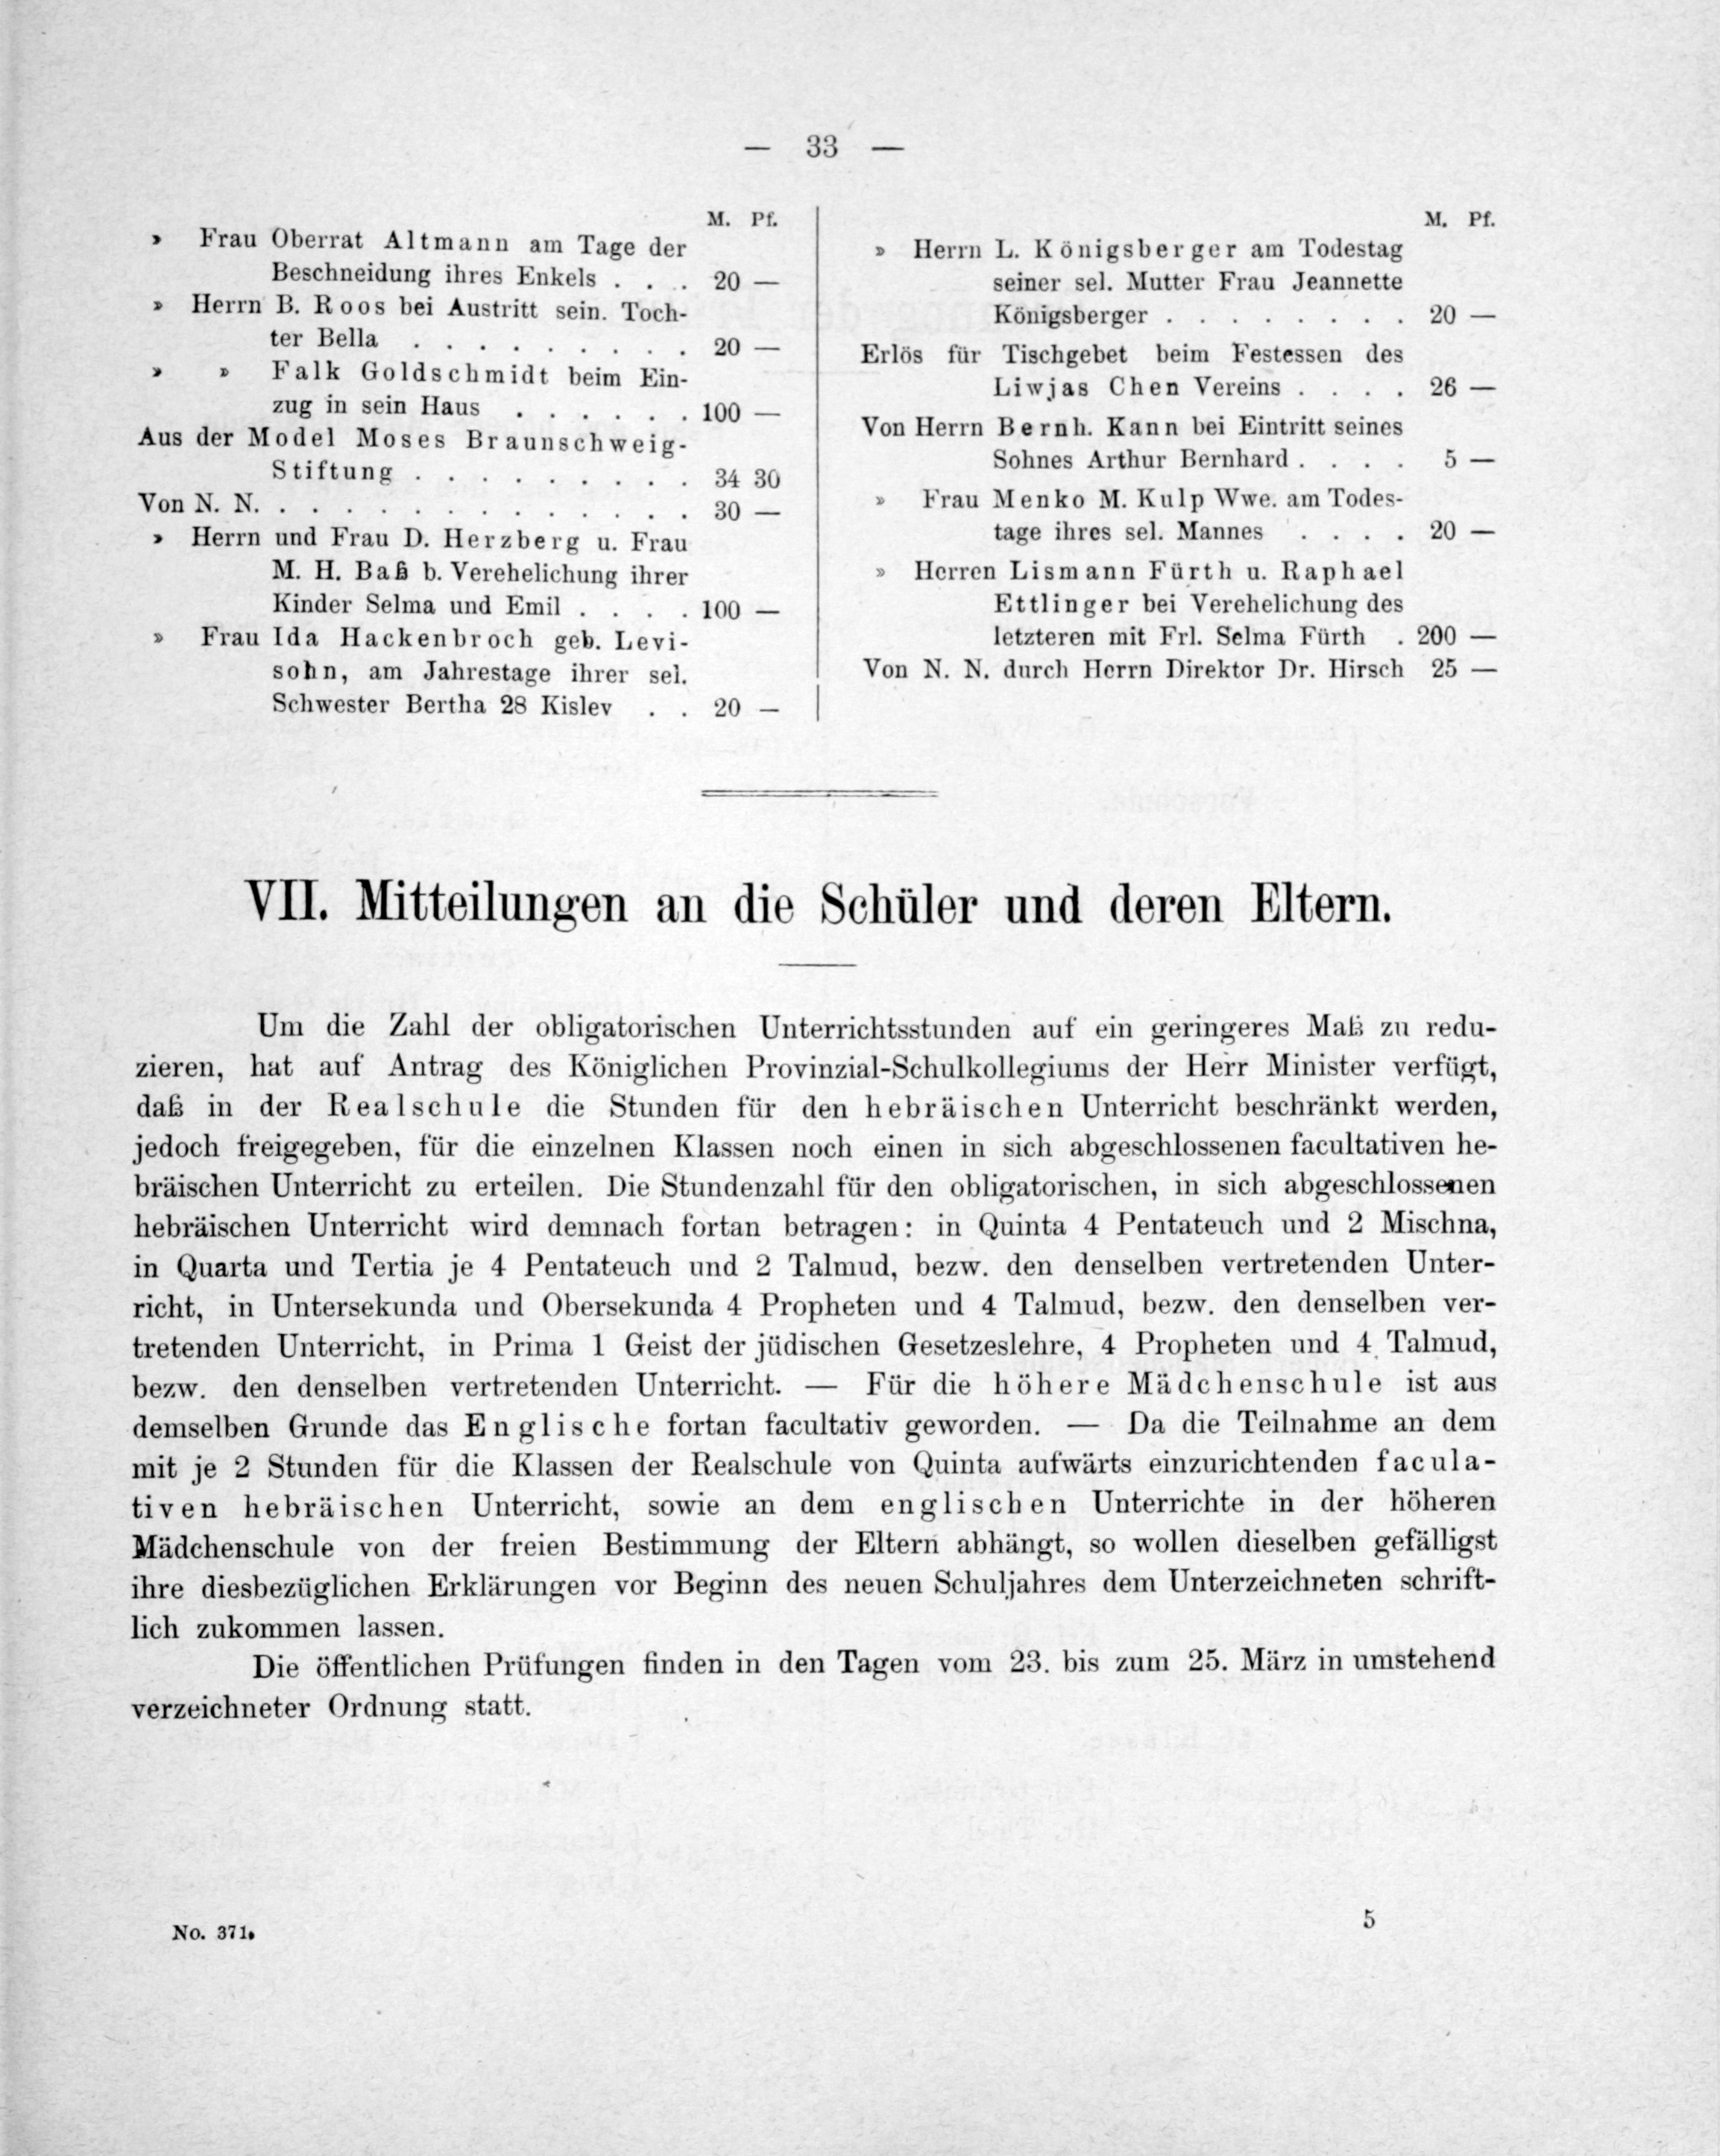 — 33 —
M. Pf.
» Frau Oberrat Altmann am Tage der
Beschneidung ihres Enkels . . . 20 —
» Herrn B. Roos bei Austritt sein. Toch-
ter Bella . . . . . . . . . 20 —
» » Falk Goldschmidt beim Ein-
zug in sein Haus . . . . . . 100 —
Aus der Model Moses Braunschweig-
Stiftung . . . . . . . . . 34 30
Von N. N. . . . . . . . . . . . . . 30 —
» Herrn und Frau D. Herzberg u. Frau
M. H. Baß b. Verehelichung ihrer
Kinder Selma und Emil . . . . 100 —
» Frau Ida Hackenbroch geb. Levi-
sohn, am Jahrestage ihrer sel.
Schwester Bertha 28 Kislev . . 20 —
M. Pf.
» Herrn L. Königsberger am Todestag
seiner sel. Mutter Frau Jeannette
Königsberger . . . . . . . . 20 —
Erlös für Tischgebet beim Festessen des
Liwjas Chen Vereins . . . . 26 —
Von Herrn Bernh. Kann bei Eintritt seines
Sohnes Arthur Bernhard . . . . 5 —
» Frau Menko M. Kulp Wwe. am Todes-
tage ihres sel. Mannes . . . . 20 —
» Herren Lismann Fürth u. Raphael
Ettlinger bei Verehelichung des
letzteren mit Frl. Selma Fürth . 200 —
Von N. N. durch Herrn Direktor Dr. Hirsch 25 —
VII. Mitteilungen an die Schüler und deren Eltern.
Um die Zahl der obligatorischen Unterrichtsstunden auf ein geringeres Maß zu redu-
zieren, hat auf Antrag des Königlichen Provinzial-Schulkollegiums der Herr Minister verfügt,
daß in der Realschule die Stunden für den hebräischen Unterricht beschränkt werden,
jedoch freigegeben, für die einzelnen Klassen noch einen in sich abgeschlossenen facultativen he-
bräischen Unterricht zu erteilen. Die Stundenzahl für den obligatorischen, in sich abgeschlossenen
hebräischen Unterricht wird demnach fortan betragen: in Quinta 4 Pentateuch und 2 Mischna,
in Quarta und Tertia je 4 Pentateuch und 2 Talmud, bezw. den denselben vertretenden Unter-
richt, in Untersekunda und Obersekunda 4 Propheten und 4 Talmud, bezw. den denselben ver-
tretenden Unterricht, in Prima 1 Geist der jüdischen Gesetzeslehre, 4 Propheten und 4 Talmud,
bezw. den denselben vertretenden Unterricht. — Für die höhere Mädchenschule ist aus
demselben Grunde das Englische fortan facultativ geworden. — Da die Teilnahme an dem
mit je 2 Stunden für die Klassen der Realschule von Quinta aufwärts einzurichtenden facula-
tiven hebräischen Unterricht, sowie an dem englischen Unterrichte in der höheren
Mädchenschule von der freien Bestimmung der Eltern abhängt, so wollen dieselben gefälligst
ihre diesbezüglichen Erklärungen vor Beginn des neuen Schuljahres dem Unterzeichneten schrift-
lich zukommen lassen.
Die öffentlichen Prüfungen finden in den Tagen vom 23. bis zum 25. März in umstehend
verzeichneter Ordnung statt.
No. 371.
5